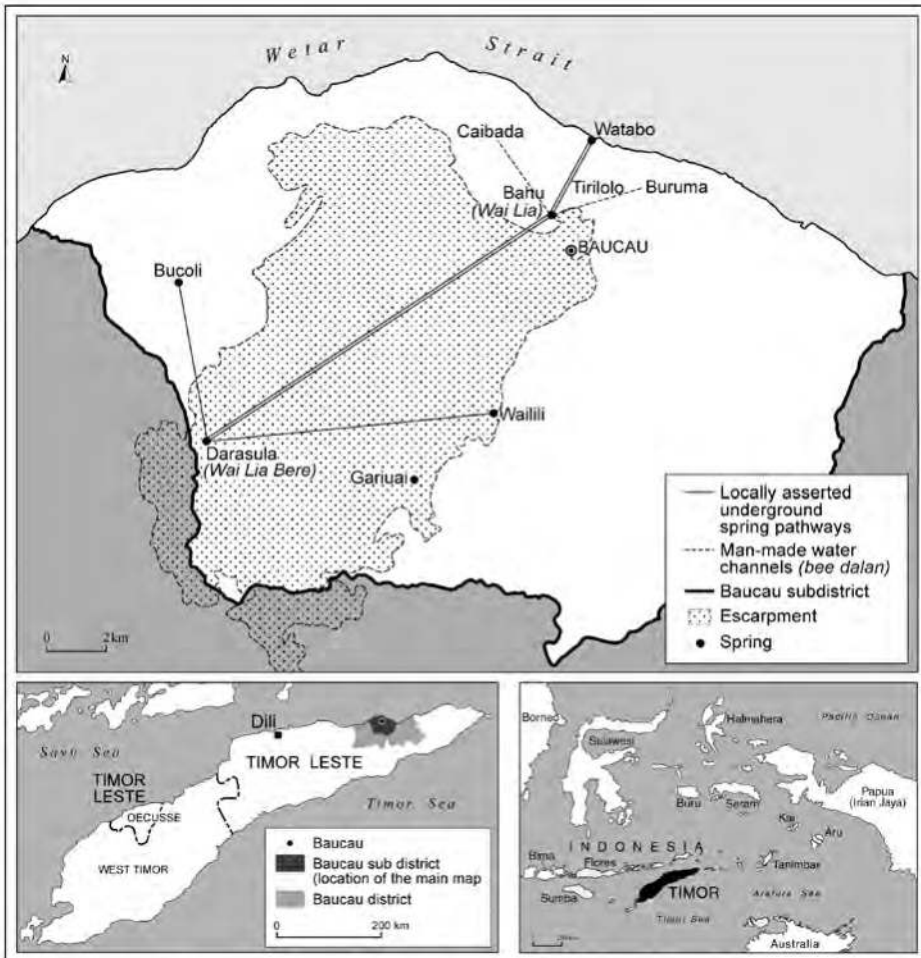 Wetar Strait
N
Caibada
Watabo
Bahu
(Wai Lia)
Tirilolo
Buruma
BAUCAU
Bucoli
Wailili
Darasula
(Wai Lia Bere)
Gariuai
0 2km
Locally asserted
underground
spring pathways
Man-made water
channels (bee dalan)
Baucau subdistrict
Escarpment
Spring
Dili
Savu Sea
TIMOR LESTE
TIMOR
LESTE
OECUSSE
Timor Sea
WEST TIMOR
Baucau
Baucau sub district
(location of the main map
Baucau district
0 200 km
Borneo
Halmahera
Pacific Ocean
Sulawesi
Buru
Seram
Papua
(Irian Jaya)
Kai
Aru
INDONESIA
Bima
Flores
Tanimbar
Sumba
TIMOR
Arafura Sea
Timor Sea
Australia